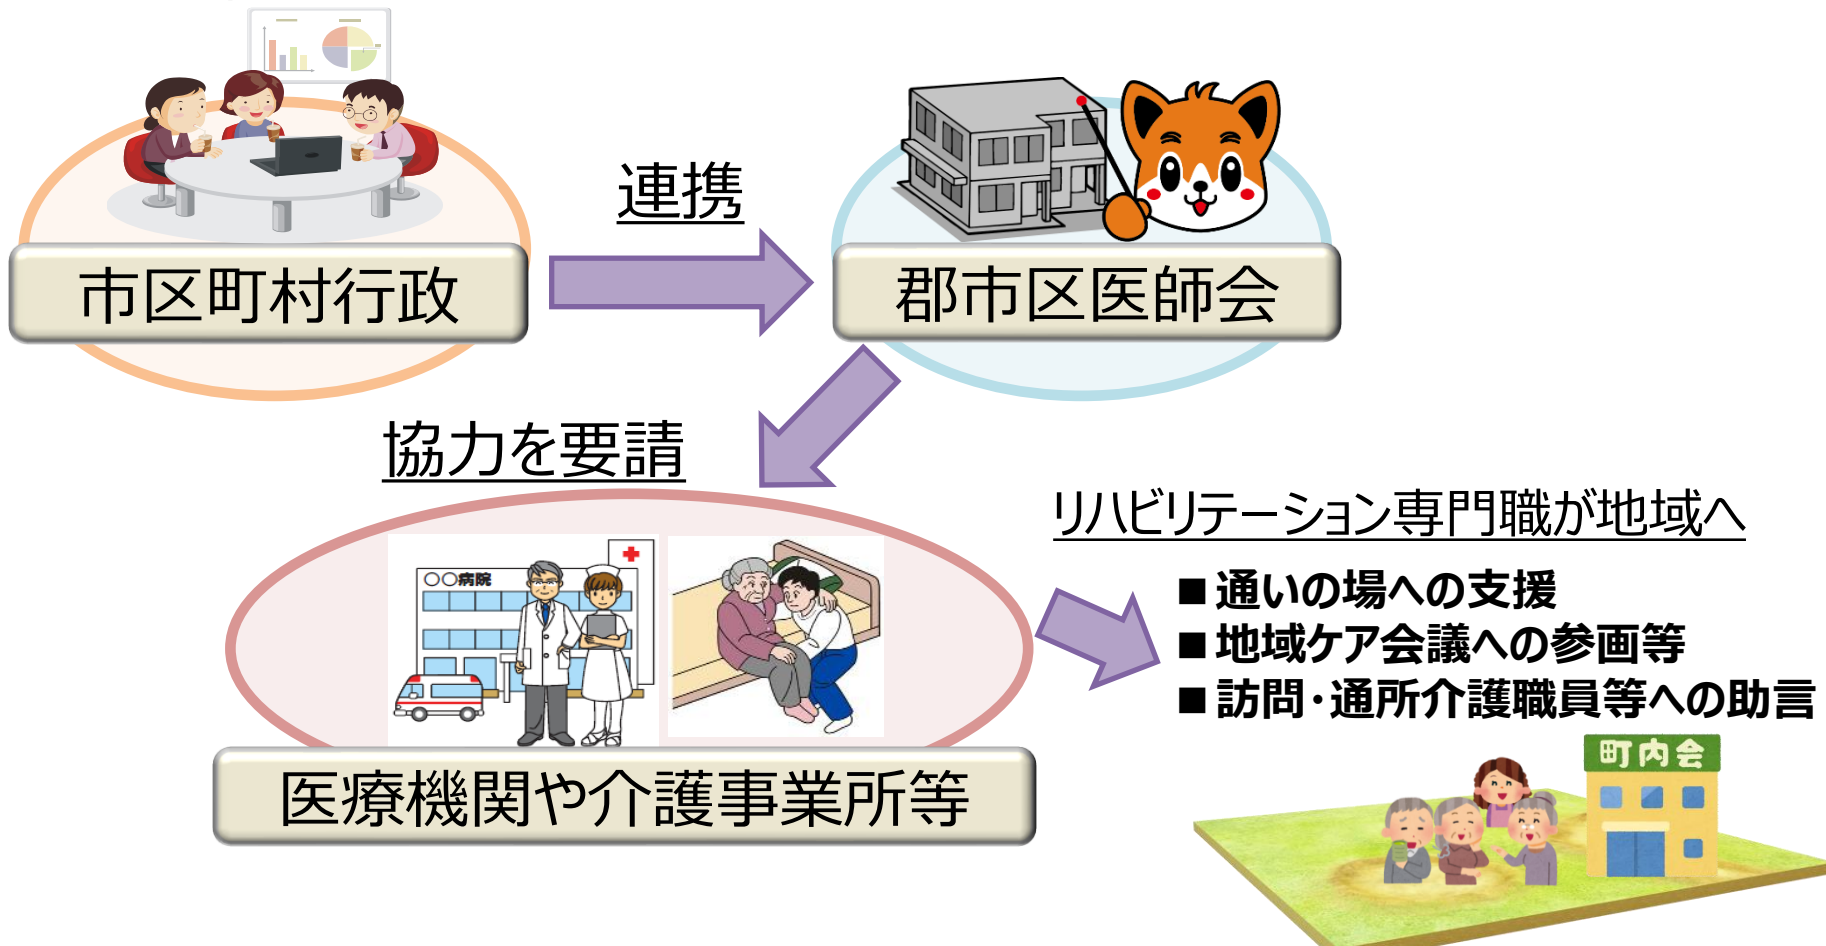 連携
市区町村行政
郡市区医師会
協力を要請
○○病院
医療機関や介護事業所等
リハビリテーション専門職が地域へ
■通いの場への支援
■地域ケア会議への参画等
■訪問・通所介護職員等への助言
町内会